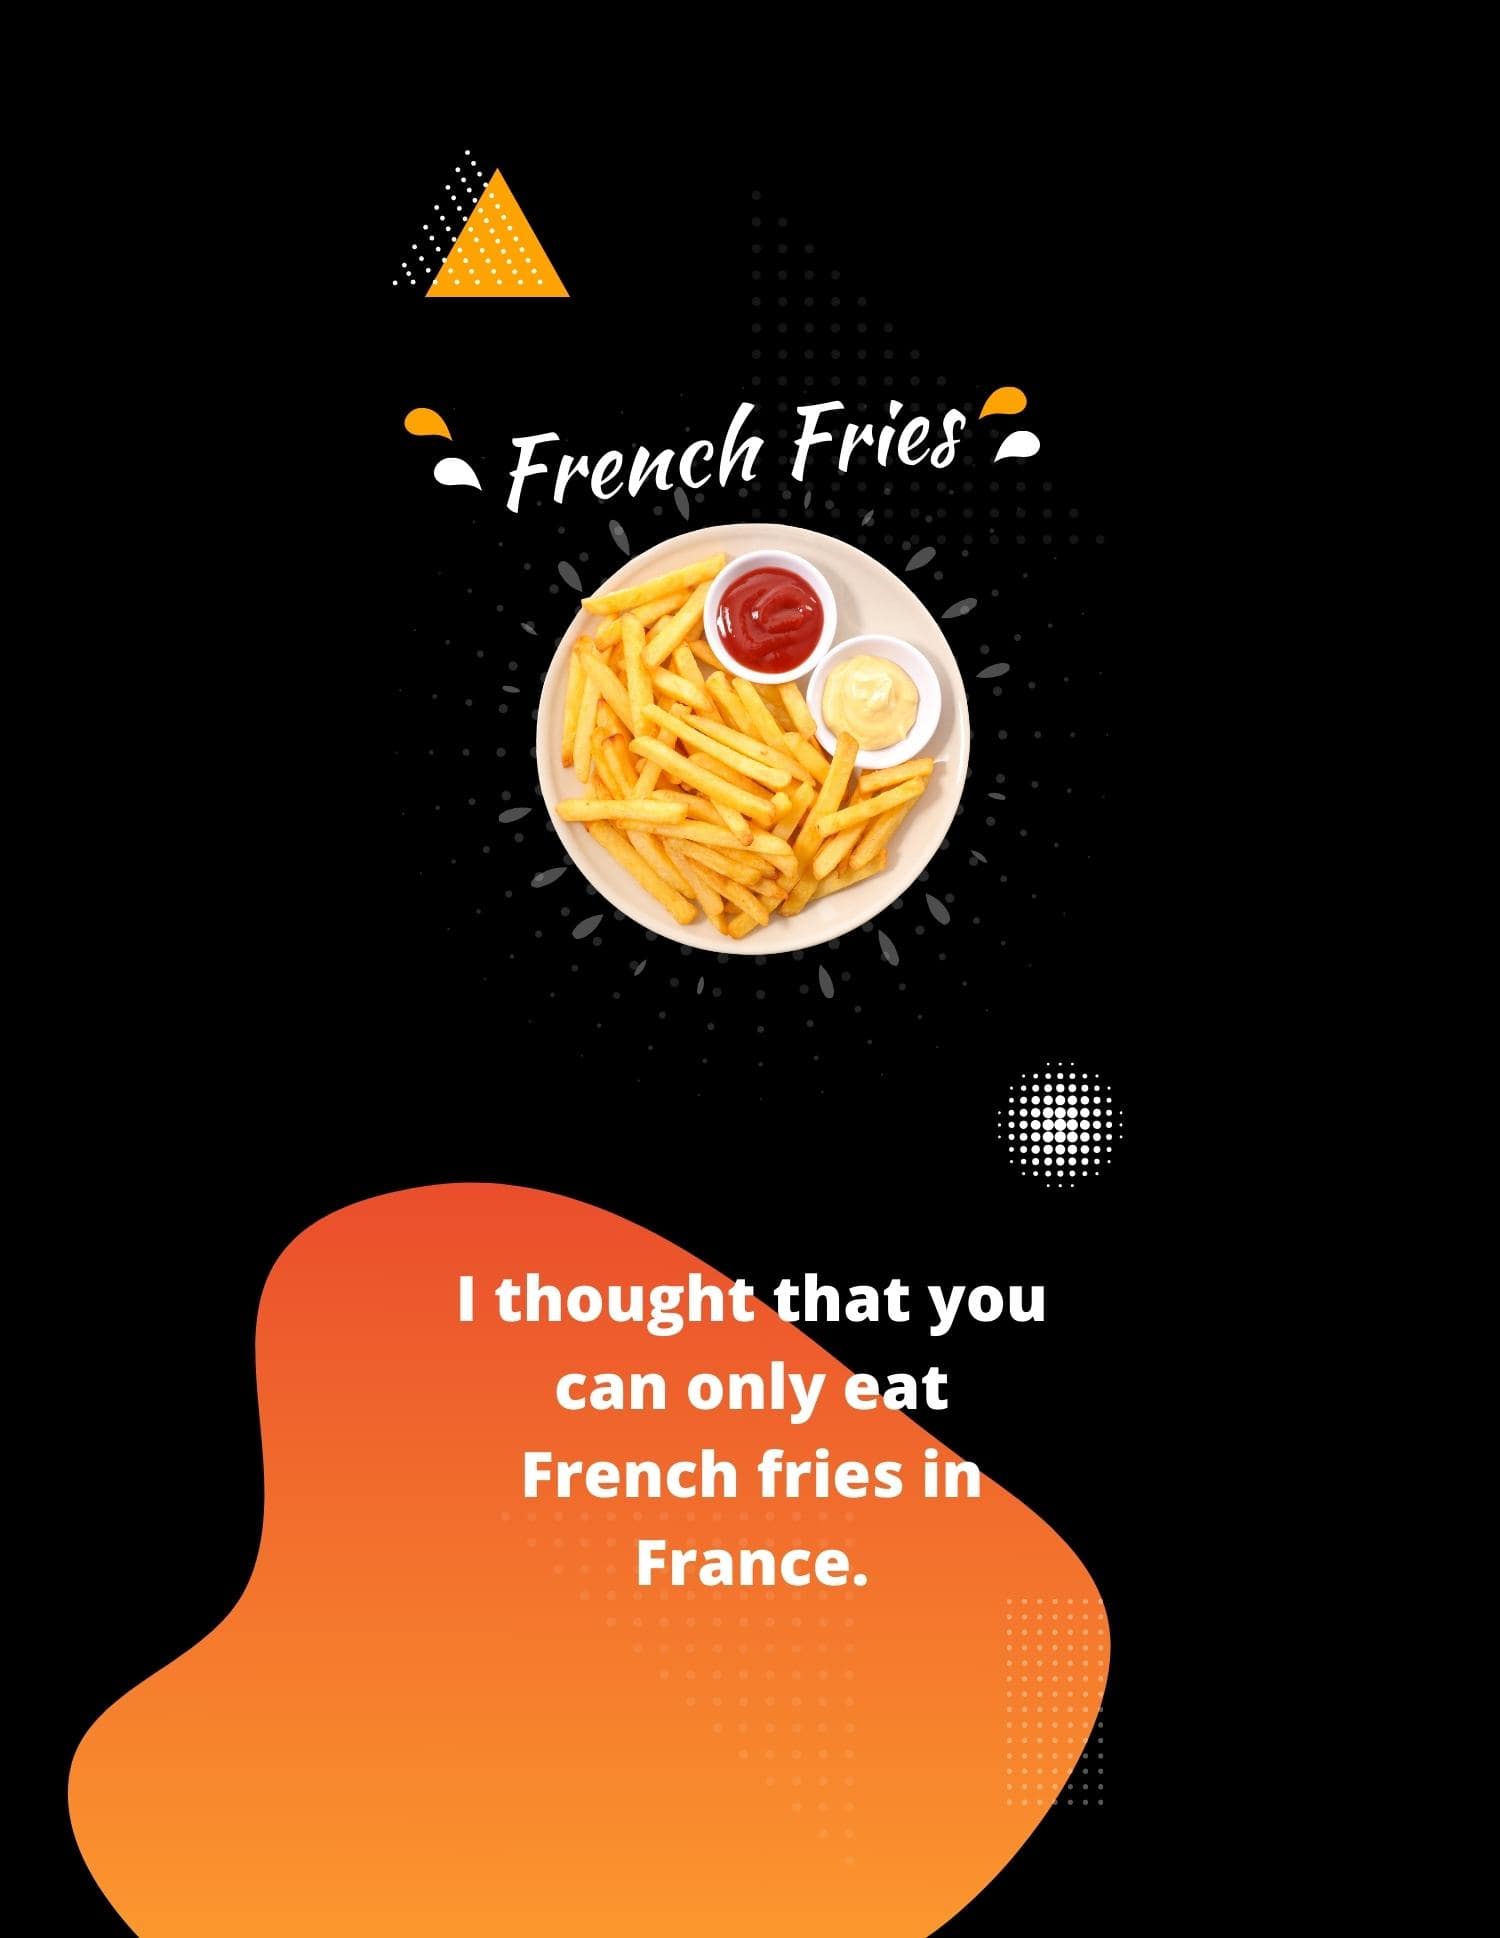 French Fries
I thought that you
can only eat
French fries in
France.